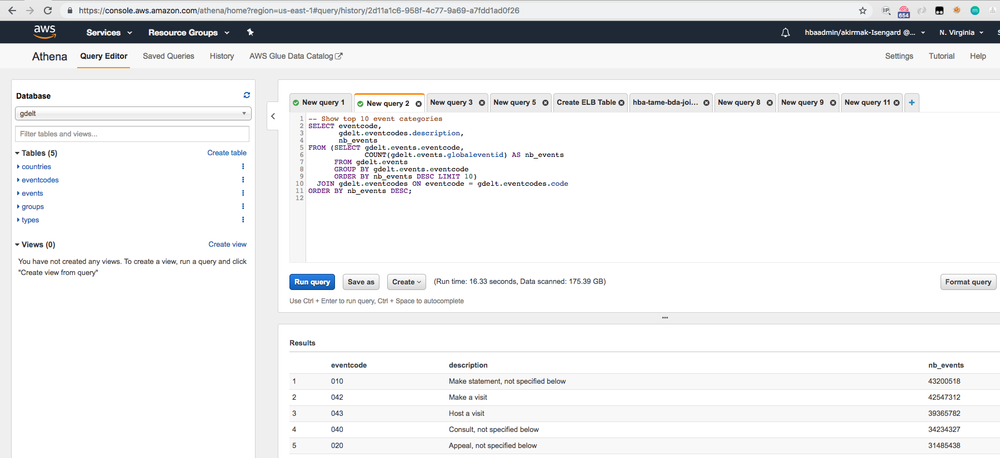 https://console.aws.amazon.com/athena/home?region=us-east-1#query/history/2d11a1c6-958f-4c77-9a69-a7fdd1ad0f26
IP
654
m
aws
Services
Resource Groups
hbaadmin/akirmak-Isengard @...
N. Virginia
S
Athena
Query Editor
Saved Queries
History
AWS Glue Data Catalog
Settings
Tutorial
Help
Database
gdelt
Filter tables and views...
Tables (5)
Create table
countries
eventcodes
events
groups
types
Views (0)
Create view
You have not created any views. To create a view, run a query and click
"Create view from query"
New query 1
New query 2
New query 3
New query 5
Create ELB Table
hba-tame-bda-joi...
New query 8
New query 9
New query 11
+
1 -- Show top 10 event categories
2 SELECT eventcode,
3 gdelt.eventcodes.description,
4 nb_events
5 FROM (SELECT gdelt.events.eventcode,
6 COUNT(gdelt.events.globaleventid) AS nb_events
7 FROM gdelt.events
8 GROUP BY gdelt.events.eventcode
9 ORDER BY nb_events DESC LIMIT 10)
10 JOIN gdelt.eventcodes ON eventcode = gdelt.eventcodes.code
11 ORDER BY nb_events DESC;
12
Run query
Save as
Create
(Run time: 16.33 seconds, Data scanned: 175.39 GB)
Format query
Use Ctrl + Enter to run query, Ctrl + Space to autocomplete
Results
eventcode description nb_events
1 010 Make statement, not specified below 43200518
2 042 Make a visit 42547312
3 043 Host a visit 39365782
4 040 Consult, not specified below 34234327
5 020 Appeal, not specified below 31485438